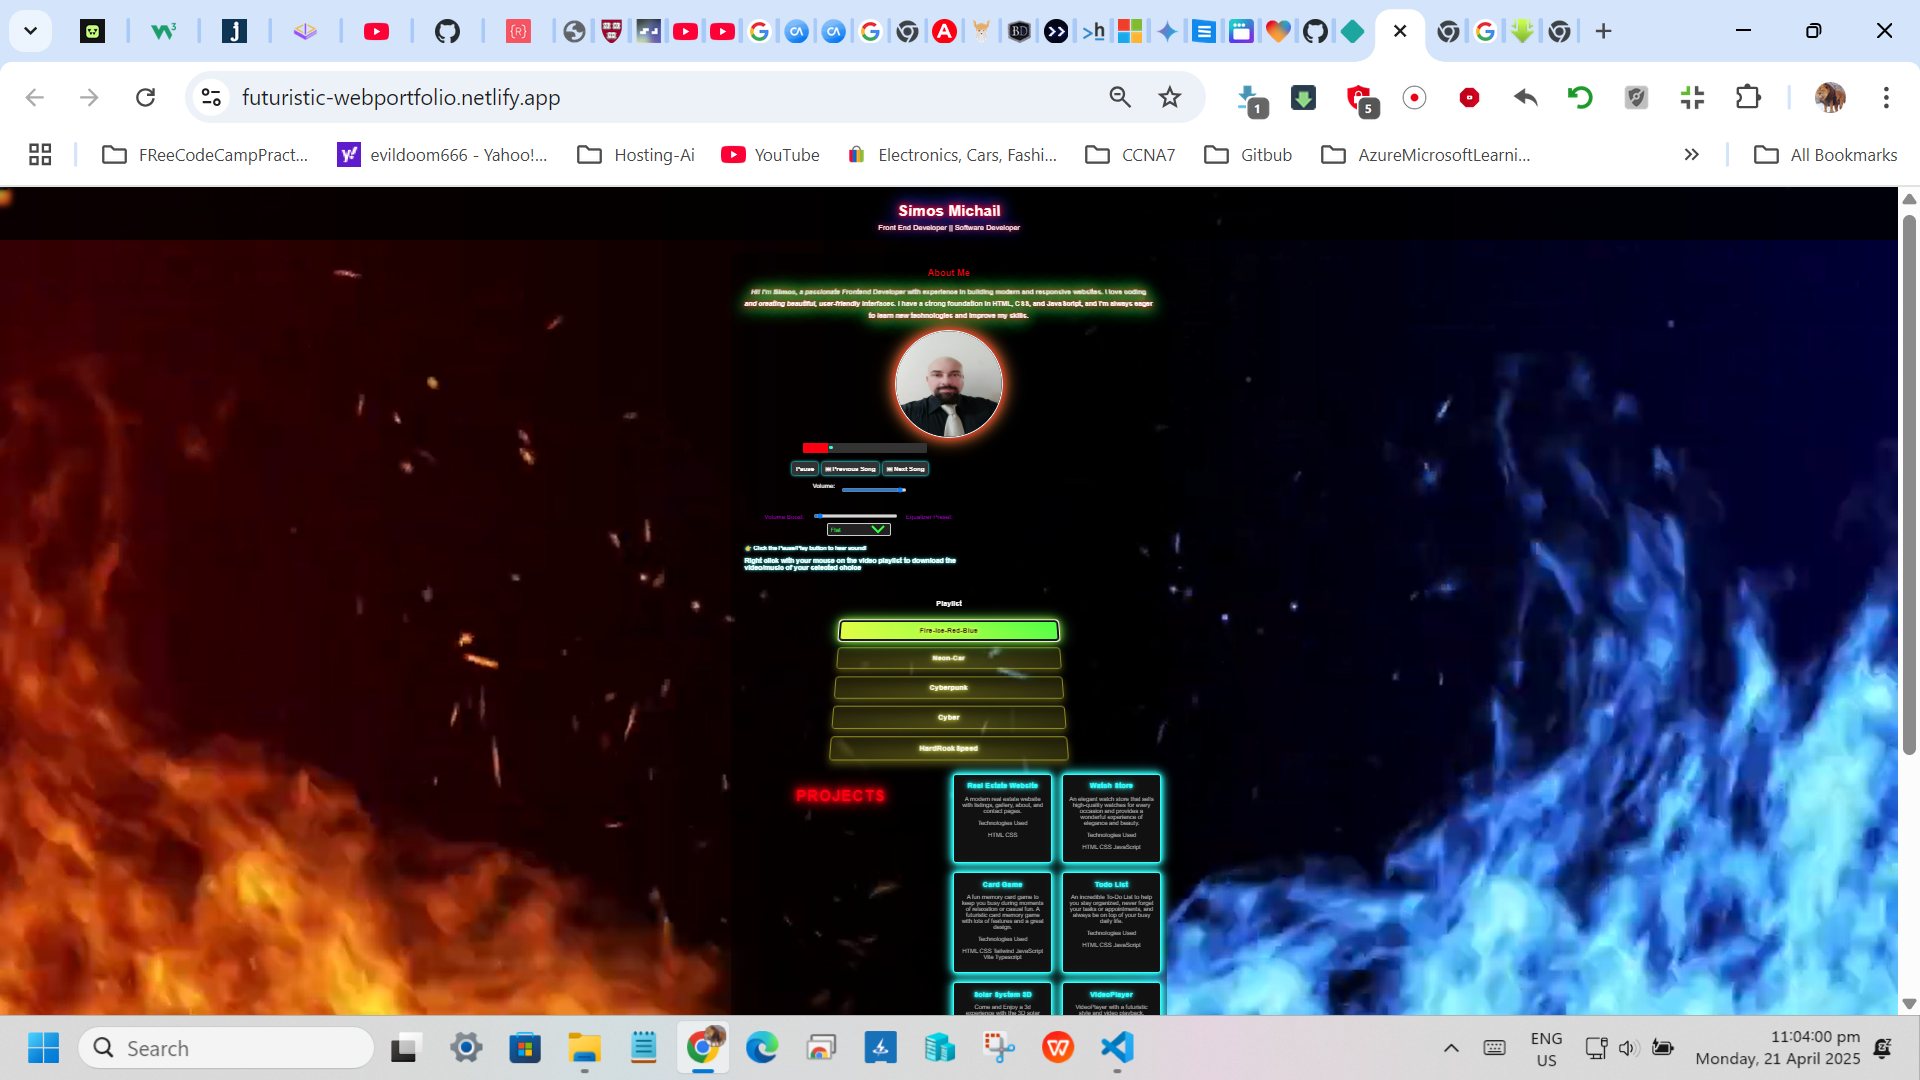 futuristic-webportfolio.netlify.app
1
5
FReeCodeCampPract...
evildoom666 - Yahoo!...
Hosting-Ai
YouTube
Electronics, Cars, Fashi...
CCNA7
Gitbub
AzureMicrosoftLearni...
All Bookmarks
Simos Michail
Front End Developer || Software Developer
About Me
Hi! I'm Simos, a passionate Frontend Developer with experience in building modern and responsive websites. I love coding
and creating beautiful, user-friendly interfaces. I have a strong foundation in HTML, CSS, and JavaScript, and I'm always eager
to learn new technologies and improve my skills.
Pause
Previous Song
Next Song
Volume:
Volume Boost:
Equalizer Preset:
Flat
Click the Pause/Play button to hear sound!
Right click with your mouse on the video playlist to download the
video/music of your selected choice
Playlist
Fire-Ice-Red-Blue
Neon-Car
Cyberpunk
Cyber
HardRock Speed
PROJECTS
Real Estate Website
A modern real estate website
with listings, gallery, about, and
contact pages.
Technologies Used
HTML CSS
Watch Store
An elegant watch store that sells
high-quality watches for every
occasion and provides a
wonderful experience of
elegance and beauty.
Technologies Used
HTML CSS JavaScript
Card Game
A fun memory card game to
keep you busy during moments
of relaxation or casual fun. A
futuristic card memory game
with lots of features and a great
design.
Technologies Used
HTML CSS Tailwind JavaScript
Vite Typescript
Todo List
An incredible To-Do List to help
you stay organized, never forget
your tasks or appointments, and
always be on top of your busy
daily life.
Technologies Used
HTML CSS JavaScript
Solar System 3D
Come and Enjoy a 3d
experience with the 3D solar
VideoPlayer
VideoPlayer with a futuristic
style and video playback.
Search
ENG
US
11:04:00 pm
Monday, 21 April 2025